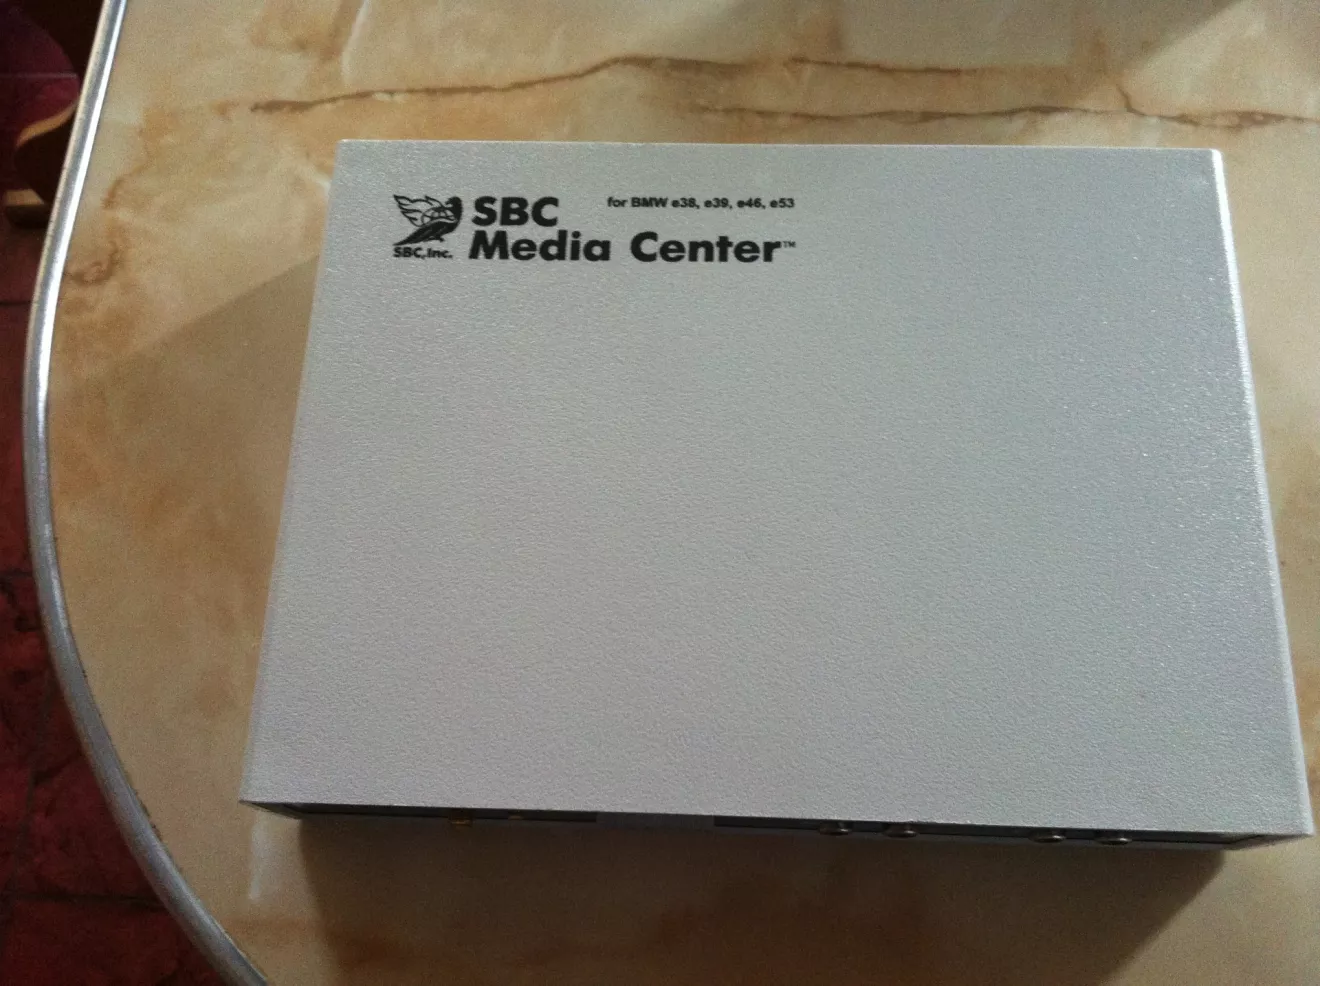 SBC
for BMW e38, e39, e46, e53
Media Center™
SBC, Inc.